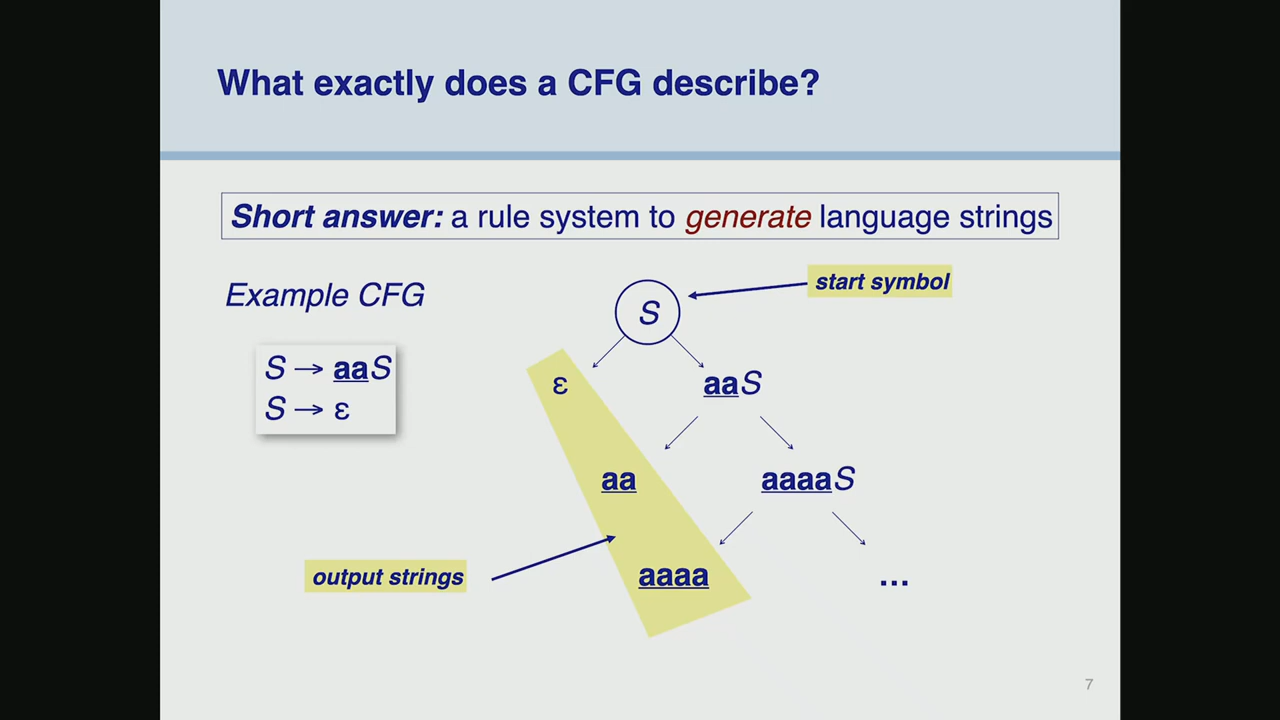 What exactly does a CFG describe?
Short answer: a rule system to generate language strings
Example CFG
S → aaS
S → ε
S
start symbol
ε
aaS
aa
aaaaS
output strings
aaaa
...
7